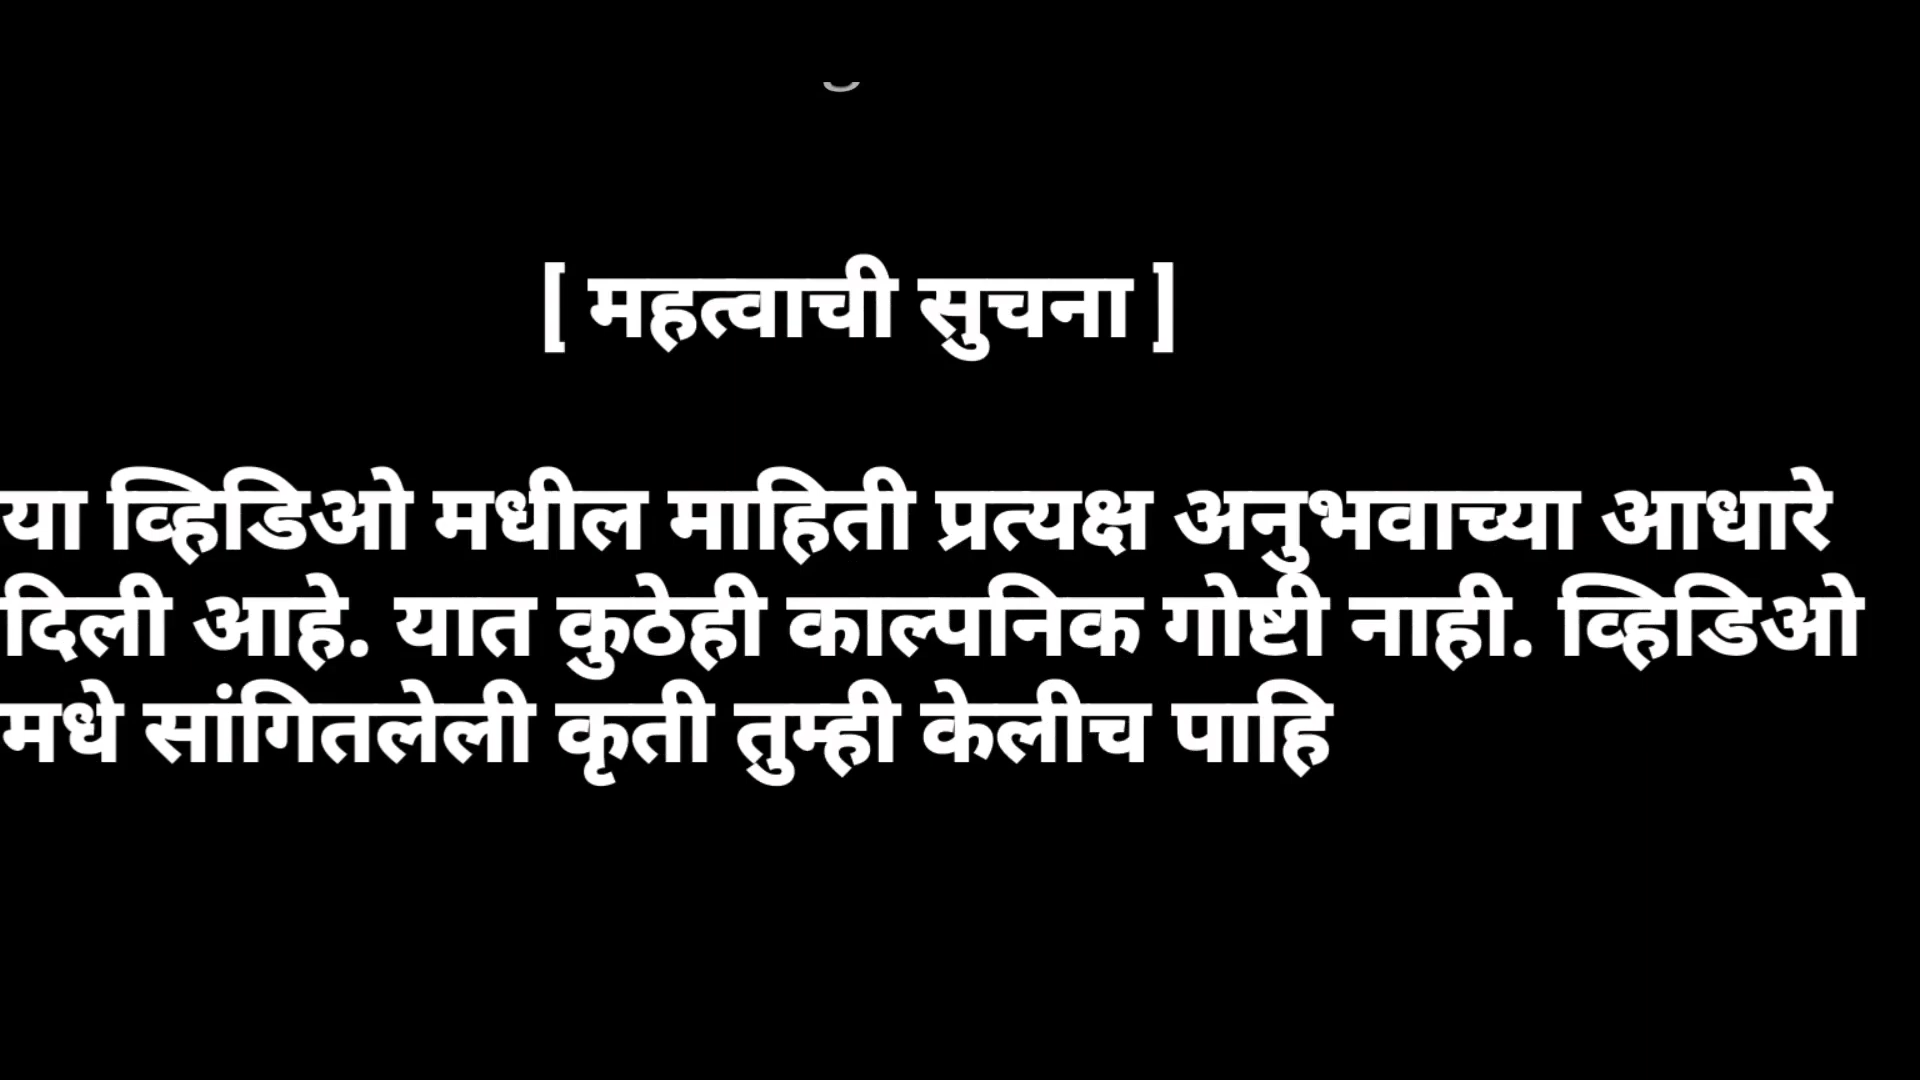 [ महत्वाची सुचना ]
या व्हिडिओ मधील माहिती प्रत्यक्ष अनुभवाच्या आधारे
दिली आहे. यात कुठेही काल्पनिक गोष्टी नाही. व्हिडिओ
मधे सांगितलेली कृती तुम्ही केलीच पाहि